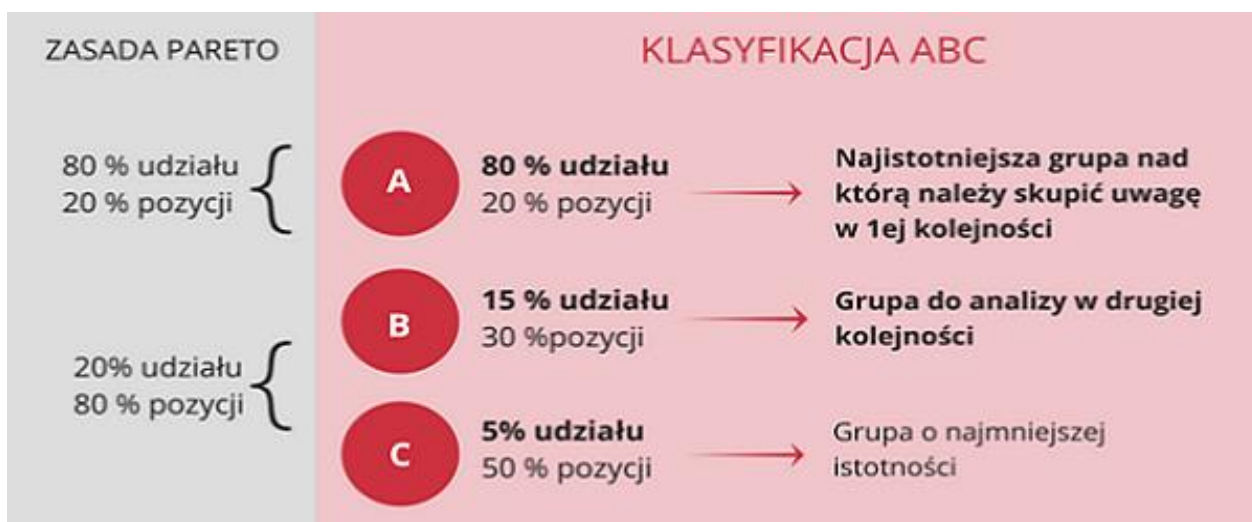 ZASADA PARETO
KLASYFIKACJA ABC
80 % udziału
20 % pozycji
A
80 % udziału
20 % pozycji
Najistotniejsza grupa nad
którą należy skupić uwagę
w 1ej kolejności
B
15 % udziału
30 %pozycji
Grupa do analizy w drugiej
kolejności
20% udziału
80 % pozycji
C
5% udziału
50 % pozycji
Grupa o najmniejszej
istotności